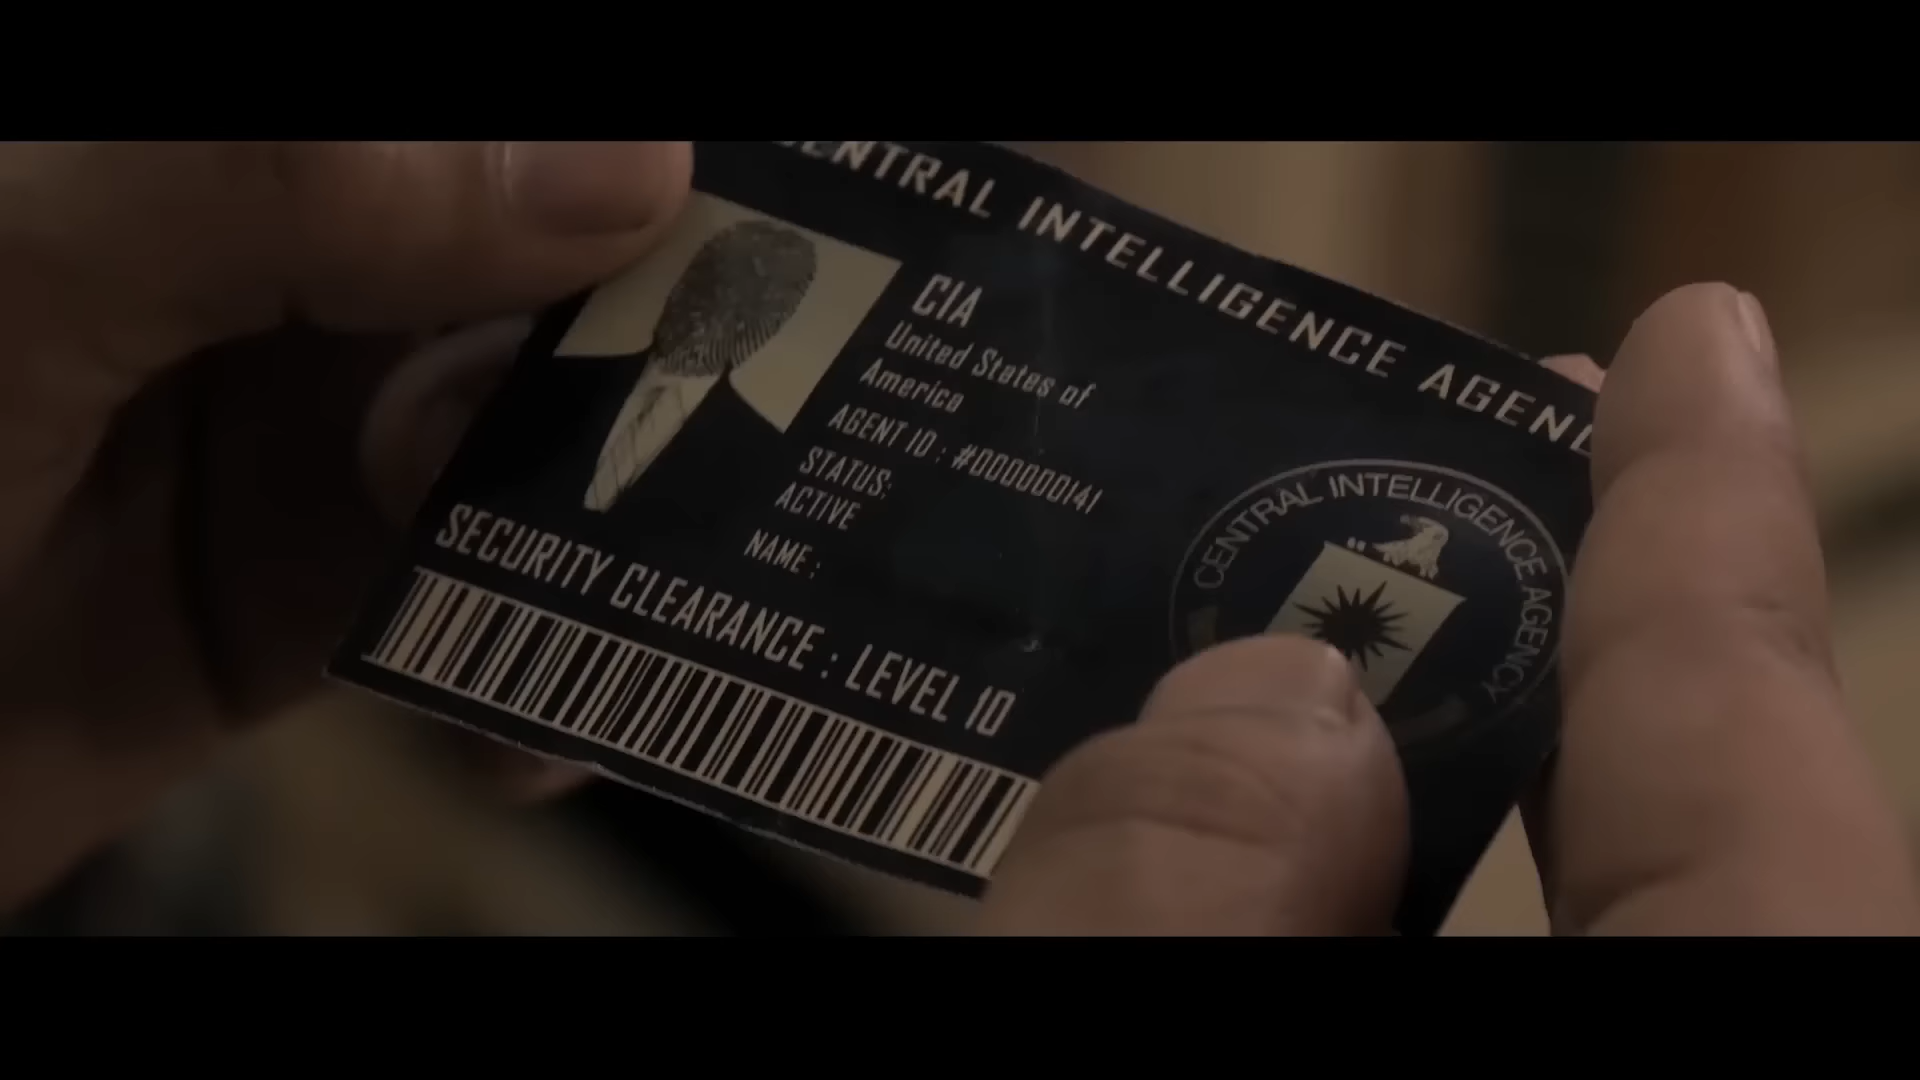 CENTRAL INTELLIGENCE AGENC
CIA
United States of
America
AGENT ID : #000000141
STATUS:
ACTIVE
NAME :
SECURITY CLEARANCE : LEVEL 10
CENTRAL INTELLIGENCE AGENCY